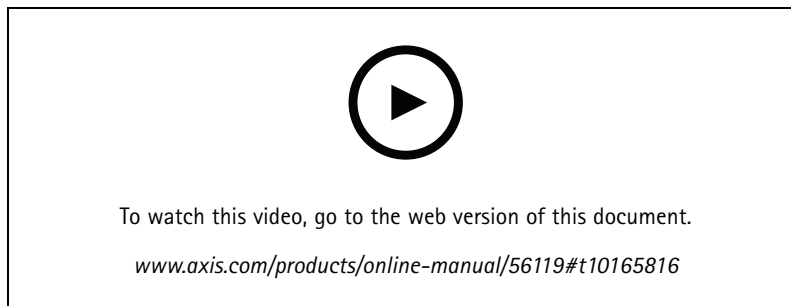 To watch this video, go to the web version of this document.
www.axis.com/products/online-manual/56119#t10165816